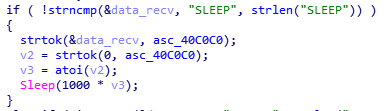 if ( !strncmp(&data_recv, "SLEEP", strlen("SLEEP")) )
{
  strtok(&data_recv, asc_40C0C0);
  v2 = strtok(0, asc_40C0C0);
  v3 = atoi(v2);
  Sleep(1000 * v3);
}